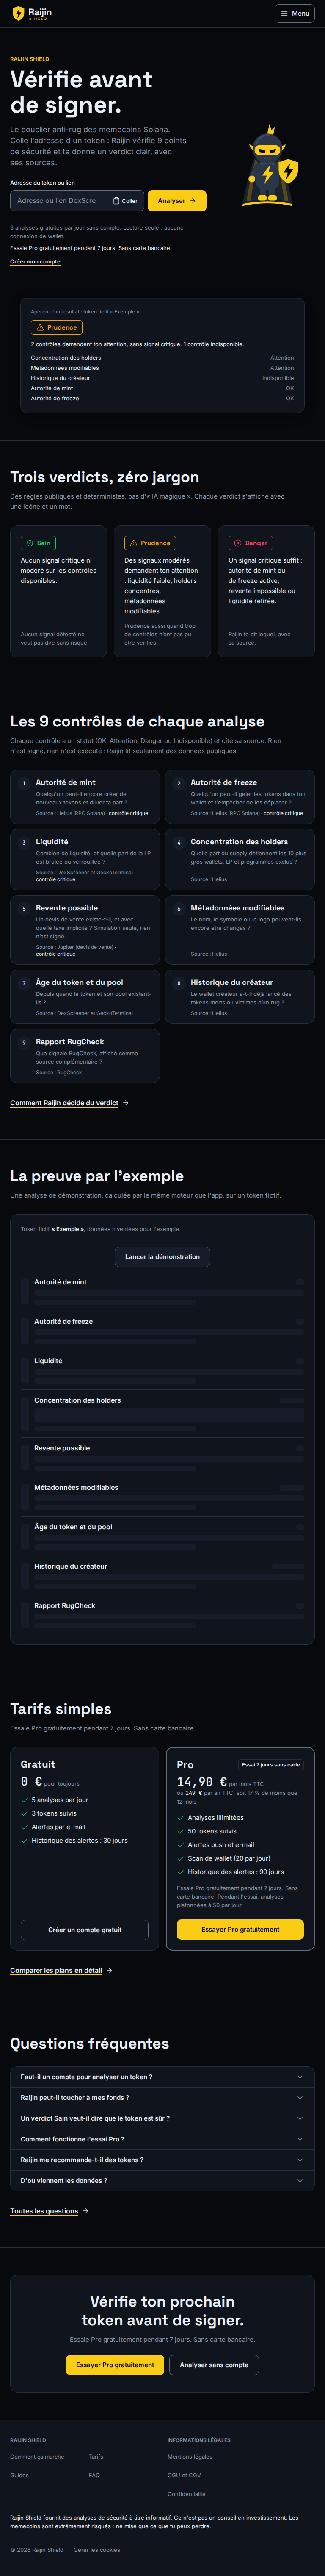 Raijin
SHIELD
Menu
RAIJIN SHIELD
Vérifie avant
de signer.
Le bouclier anti-rug des memecoins Solana.
Colle l'adresse d'un token : Raijin vérifie 9 points
de sécurité et te donne un verdict clair, avec
ses sources.
Adresse du token ou lien
Adresse ou lien DexScre
Coller
Analyser
3 analyses gratuites par jour sans compte. Lecture seule : aucune
connexion de wallet.
Essaie Pro gratuitement pendant 7 jours. Sans carte bancaire.
Créer mon compte
Aperçu d'un résultat · token fictif « Exemple »
Prudence
2 contrôles demandent ton attention, sans signal critique. 1 contrôle indisponible.
Concentration des holders Attention
Métadonnées modifiables Attention
Historique du créateur Indisponible
Autorité de mint OK
Autorité de freeze OK
Trois verdicts, zéro jargon
Des règles publiques et déterministes, pas d'« IA magique ». Chaque verdict s'affiche avec
une icône et un mot.
Sain
Aucun signal critique ni
modéré sur les contrôles
disponibles.
Aucun signal détecté ne
veut pas dire sans risque.
Prudence
Des signaux modérés
demandent ton attention
: liquidité faible, holders
concentrés,
métadonnées
modifiables…
Prudence aussi quand trop
de contrôles n'ont pas pu
être vérifiés.
Danger
Un signal critique suffit :
autorité de mint ou
de freeze active,
revente impossible ou
liquidité retirée.
Raijin te dit lequel, avec
sa source.
Les 9 contrôles de chaque analyse
Chaque contrôle a un statut (OK, Attention, Danger ou Indisponible) et cite sa source. Rien
n'est signé, rien n'est exécuté : Raijin lit seulement des données publiques.
1
Autorité de mint
Quelqu'un peut-il encore créer de
nouveaux tokens et diluer ta part ?
Source : Helius (RPC Solana) · contrôle critique
2
Autorité de freeze
Quelqu'un peut-il geler les tokens dans ton
wallet et t'empêcher de les déplacer ?
Source : Helius (RPC Solana) · contrôle critique
3
Liquidité
Combien de liquidité, et quelle part de la LP
est brûlée ou verrouillée ?
Source : DexScreener et GeckoTerminal ·
contrôle critique
4
Concentration des holders
Quelle part du supply détiennent les 10 plus
gros wallets, LP et programmes exclus ?
Source : Helius
5
Revente possible
Un devis de vente existe-t-il, et avec
quelle taxe implicite ? Simulation seule, rien
n'est signé.
Source : Jupiter (devis de vente) ·
contrôle critique
6
Métadonnées modifiables
Le nom, le symbole ou le logo peuvent-ils
encore être changés ?
Source : Helius
7
Âge du token et du pool
Depuis quand le token et son pool existent-
ils ?
Source : DexScreener et GeckoTerminal
8
Historique du créateur
Le wallet créateur a-t-il déjà lancé des
tokens morts ou victimes d'un rug ?
Source : Helius
9
Rapport RugCheck
Que signale RugCheck, affiché comme
source complémentaire ?
Source : RugCheck
Comment Raijin décide du verdict
La preuve par l'exemple
Une analyse de démonstration, calculée par le même moteur que l'app, sur un token fictif.
Token fictif « Exemple », données inventées pour l'exemple.
Lancer la démonstration
Autorité de mint
Autorité de freeze
Liquidité
Concentration des holders
Revente possible
Métadonnées modifiables
Âge du token et du pool
Historique du créateur
Rapport RugCheck
Tarifs simples
Essaie Pro gratuitement pendant 7 jours. Sans carte bancaire.
Gratuit
0 € pour toujours
5 analyses par jour
3 tokens suivis
Alertes par e-mail
Historique des alertes : 30 jours
Créer un compte gratuit
Pro
Essai 7 jours sans carte
14,90 € par mois TTC
ou 149 € par an TTC, soit 17 % de moins que
12 mois
Analyses illimitées
50 tokens suivis
Alertes push et e-mail
Scan de wallet (20 par jour)
Historique des alertes : 90 jours
Essaie Pro gratuitement pendant 7 jours. Sans
carte bancaire. Pendant l'essai, analyses
plafonnées à 50 par jour.
Essayer Pro gratuitement
Comparer les plans en détail
Questions fréquentes
Faut-il un compte pour analyser un token ?
Raijin peut-il toucher à mes fonds ?
Un verdict Sain veut-il dire que le token est sûr ?
Comment fonctionne l'essai Pro ?
Raijin me recommande-t-il des tokens ?
D'où viennent les données ?
Toutes les questions
Vérifie ton prochain
token avant de signer.
Essaie Pro gratuitement pendant 7 jours. Sans carte bancaire.
Essayer Pro gratuitement
Analyser sans compte
RAIJIN SHIELD
Comment ça marche
Tarifs
Guides
FAQ
INFORMATIONS LÉGALES
Mentions légales
CGU et CGV
Confidentialité
Raijin Shield fournit des analyses de sécurité à titre informatif. Ce n'est pas un conseil en investissement. Les
memecoins sont extrêmement risqués : ne mise que ce que tu peux perdre.
© 2026 Raijin Shield
Gérer les cookies